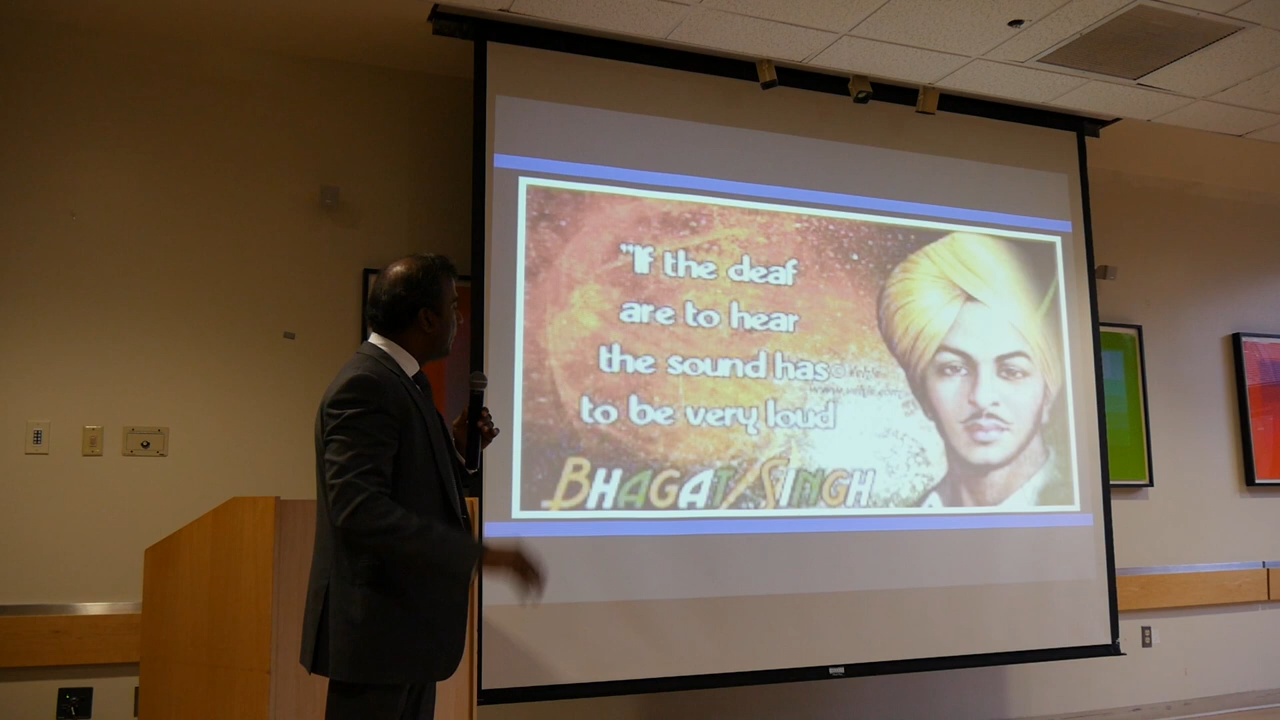 "If the deaf
are to hear
the sound has
to be very loud
BHAGAT SINGH